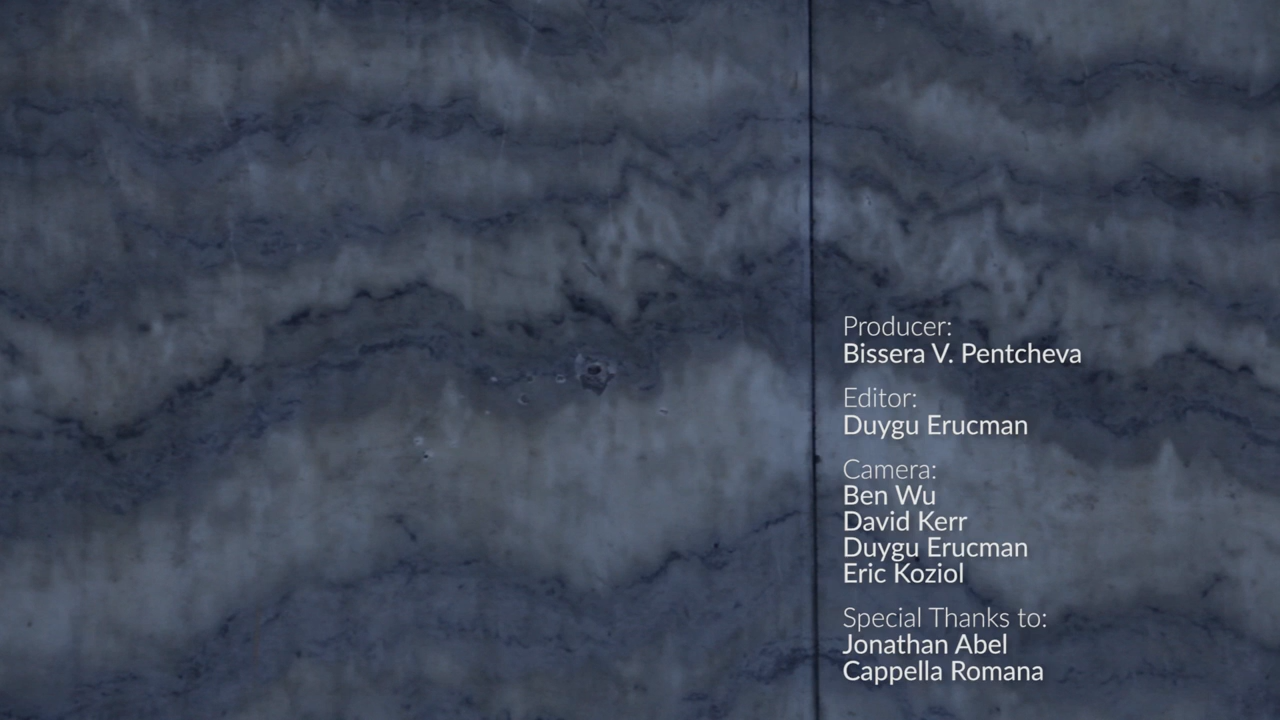 Producer:
Bissera V. Pentcheva
Editor:
Duygu Erucman
Camera:
Ben Wu
David Kerr
Duygu Erucman
Eric Koziol
Special Thanks to:
Jonathan Abel
Cappella Romana